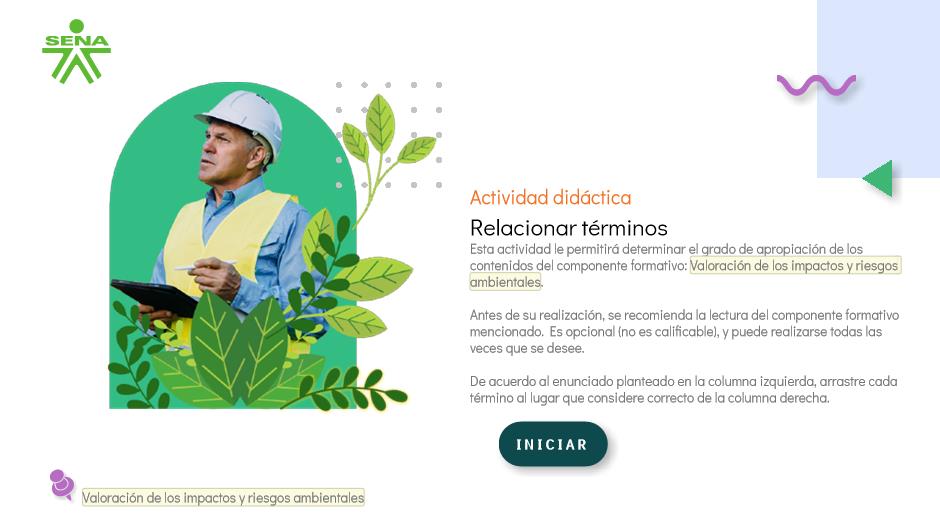 SENA
Actividad didáctica
Relacionar términos
Esta actividad le permitirá determinar el grado de apropiación de los
contenidos del componente formativo: Valoración de los impactos y riesgos
ambientales.
Antes de su realización, se recomienda la lectura del componente formativo
mencionado. Es opcional (no es calificable), y puede realizarse todas las
veces que se desee.
De acuerdo al enunciado planteado en la columna izquierda, arrastre cada
término al lugar que considere correcto de la columna derecha.
INICIAR
Valoración de los impactos y riesgos ambientales